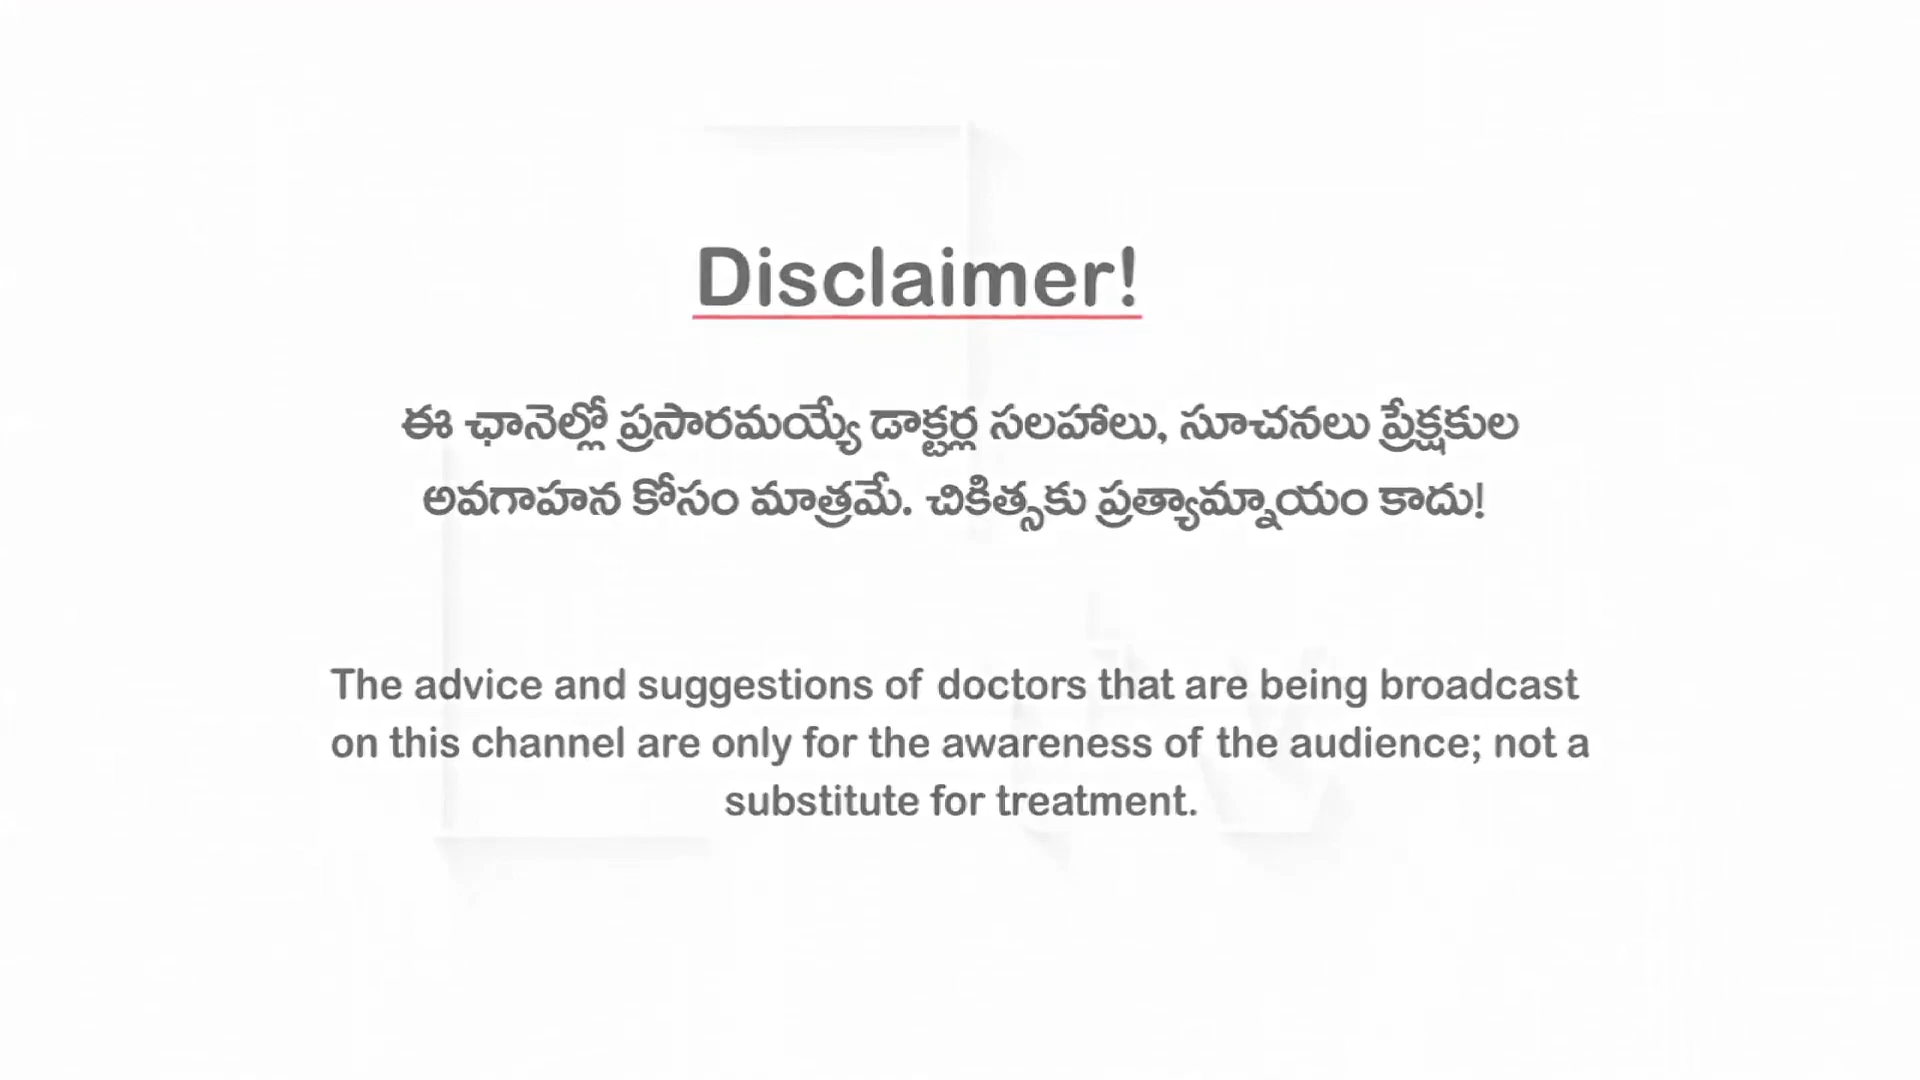 Disclaimer!
ఈ ఛానెల్లో ప్రసారమయ్యే డాక్టర్ల సలహాలు, సూచనలు ప్రేక్షకుల
అవగాహన కోసం మాత్రమే. చికిత్సకు ప్రత్యామ్నాయం కాదు!
The advice and suggestions of doctors that are being broadcast
on this channel are only for the awareness of the audience; not a
substitute for treatment.